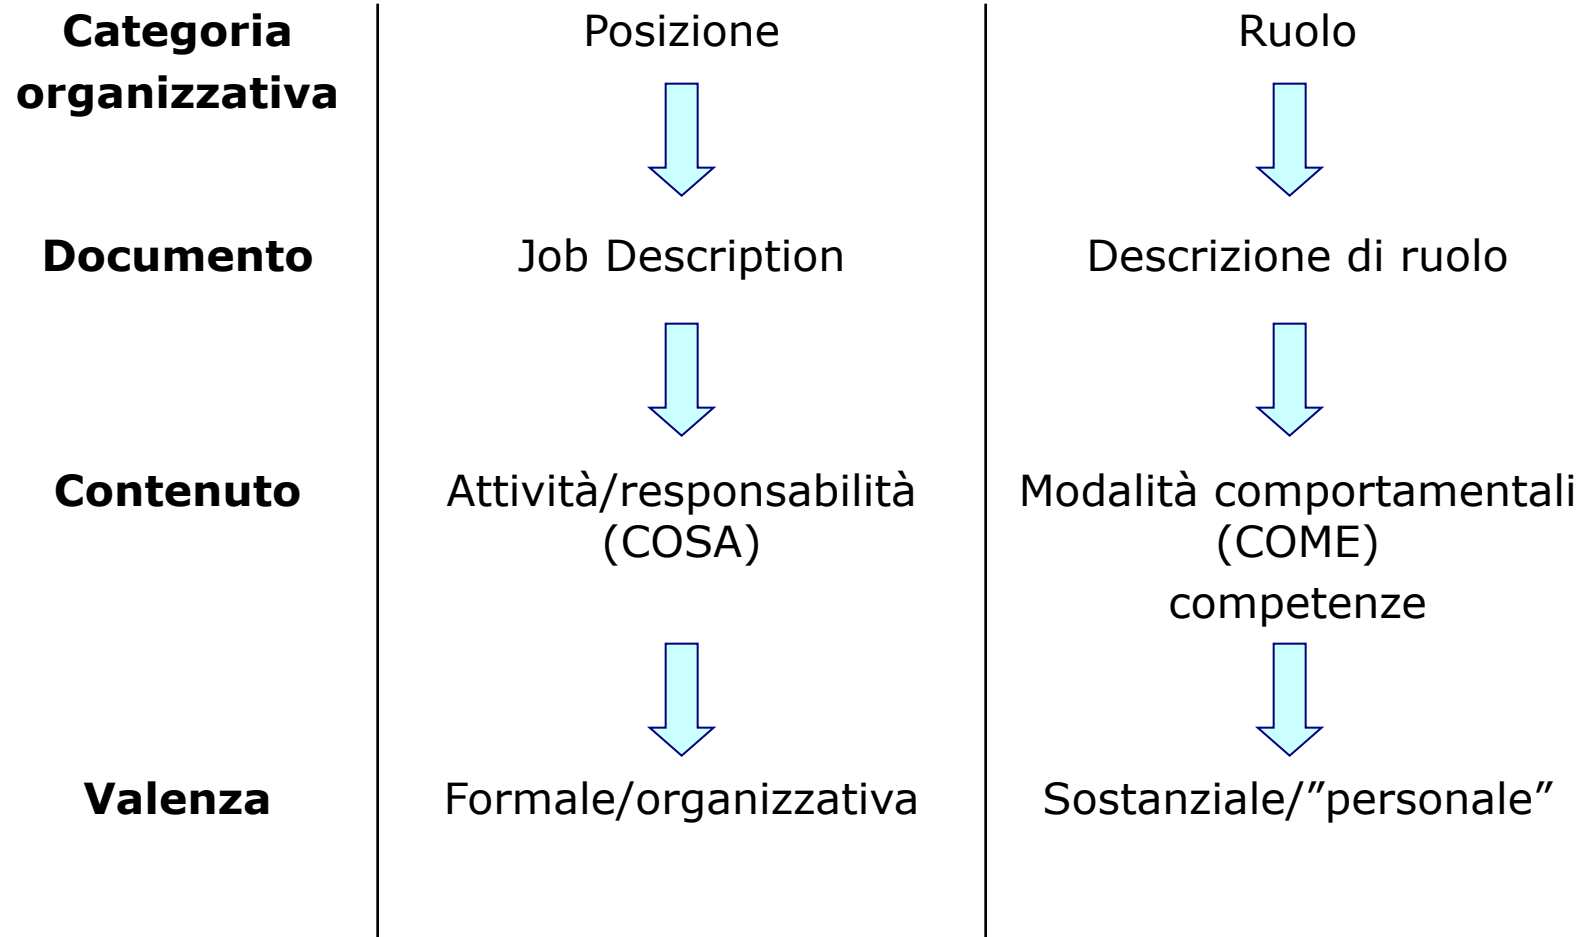 Categoria
organizzativa
Posizione
Ruolo
Documento
Job Description
Descrizione di ruolo
Contenuto
Attività/responsabilità
(COSA)
Modalità comportamentali
(COME)
competenze
Valenza
Formale/organizzativa
Sostanziale/”personale”